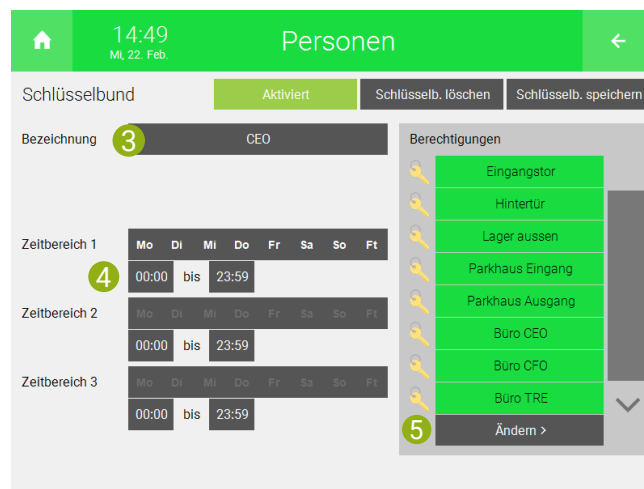 14:49
Mi, 22. Feb.
Personen
Schlüsselbund
Aktiviert
Schlüsselb. löschen
Schlüsselb. speichern
Bezeichnung
3
CEO
Berechtigungen
Eingangstor
Hintertür
Lager aussen
Parkhaus Eingang
Parkhaus Ausgang
Büro CEO
Büro CFO
Büro TRE
5
Ändern >
Zeitbereich 1
Mo Di Mi Do Fr Sa So Ft
4
00:00 bis 23:59
Zeitbereich 2
Mo Di Mi Do Fr Sa So Ft
00:00 bis 23:59
Zeitbereich 3
Mo Di Mi Do Fr Sa So Ft
00:00 bis 23:59